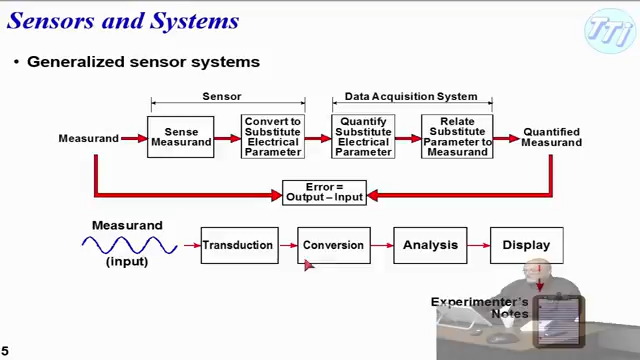 Sensors and Systems
TTi
• Generalized sensor systems
Sensor
Data Acquisition System
Measurand
Sense
Measurand
Convert to
Substitute
Electrical
Parameter
Quantify
Substitute
Electrical
Parameter
Relate
Substitute
Parameter to
Measurand
Quantified
Measurand
Error =
Output – Input
Measurand
(input)
Transduction
Conversion
Analysis
Display
Experimenter's
Notes
5